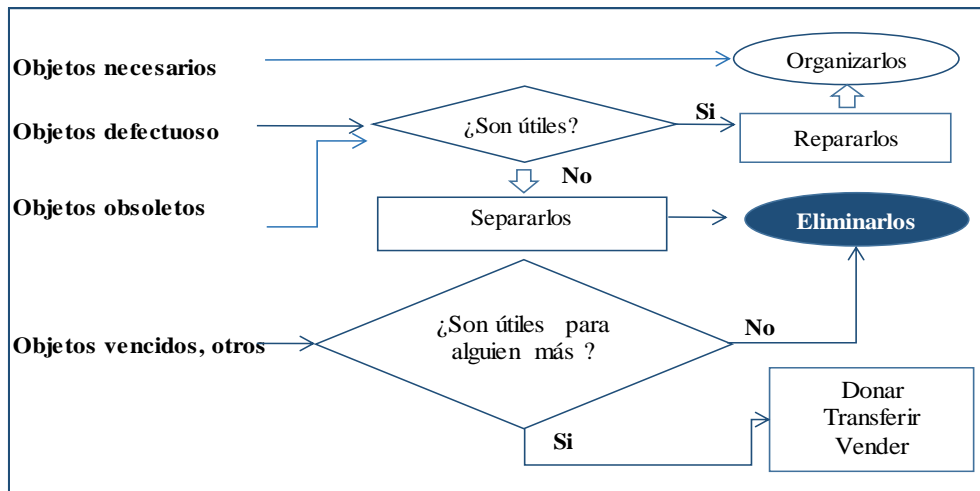 Objetos necesarios
Organizarlos
Objetos defectuoso
¿Son útiles?
Si
Repararlos
No
Objetos obsoletos
Separarlos
Eliminarlos
Objetos vencidos, otros
¿Son útiles para
alguien más ?
No
Si
Donar
Transferir
Vender